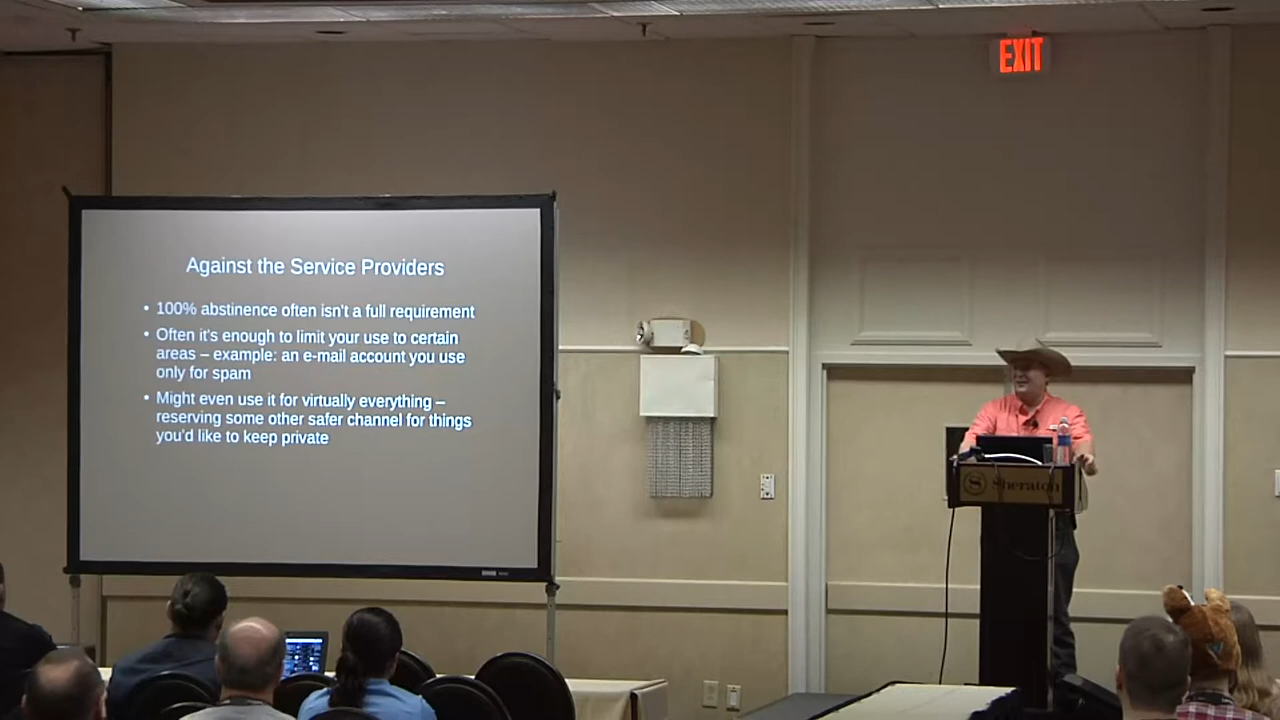 EXIT
Against the Service Providers
• 100% abstinence often isn't a full requirement
• Often it's enough to limit your use to certain
areas – example: an e-mail account you use
only for spam
• Might even use it for virtually everything –
reserving some other safer channel for things
you'd like to keep private
S Sheraton